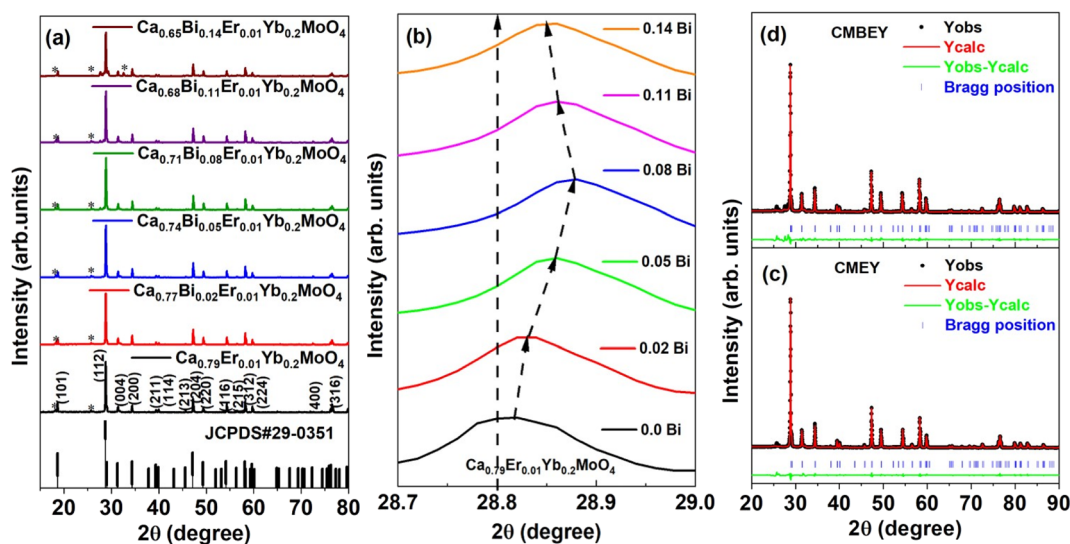 (a)
Ca0.65Bi0.14Er0.01Yb0.2MoO4
* * *
Ca0.68Bi0.11Er0.01Yb0.2MoO4
* *
Ca0.71Bi0.08Er0.01Yb0.2MoO4
* *
Ca0.74Bi0.05Er0.01Yb0.2MoO4
* *
Ca0.77Bi0.02Er0.01Yb0.2MoO4
* *
Ca0.79Er0.01Yb0.2MoO4
* *
(101)
(112)
(004)
(200)
(211)
(114)
(213)
(204)
(220)
(116)
(215)
(312)
(224)
400)
(316)
JCPDS#29-0351
20 30 40 50 60 70 80
2θ (degree)
Intensity (arb.units)
(b)
0.14 Bi
0.11 Bi
0.08 Bi
0.05 Bi
0.02 Bi
0.0 Bi
Ca0.79Er0.01Yb0.2MoO4
28.7 28.8 28.9 29.0
2θ (degree)
Intensity (arb.units)
(d) CMBEY
Yobs
Ycalc
Yobs-Ycalc
Bragg position
(c) CMEY
Yobs
Ycalc
Yobs-Ycalc
Bragg position
20 30 40 50 60 70 80 90
2θ (degree)
Intensity (arb. units)